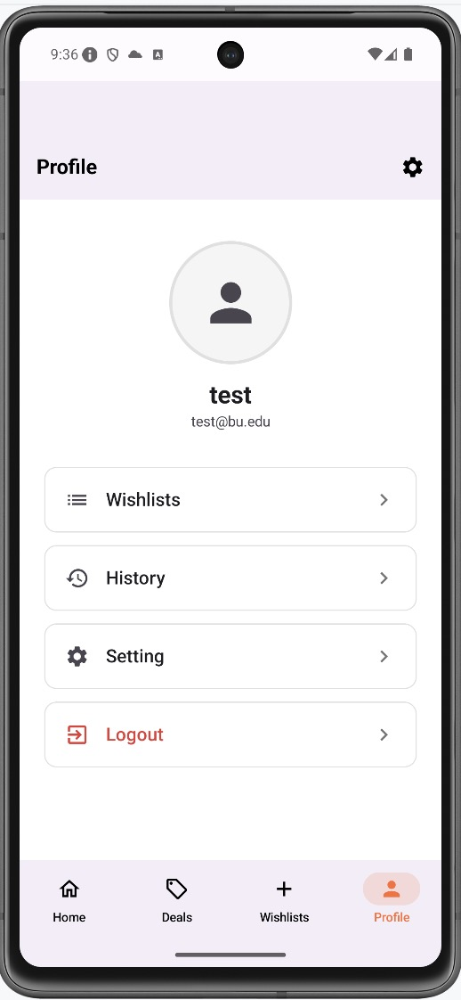 9:36
Profile
test
test@bu.edu
Wishlists
History
Setting
Logout
Home
Deals
Wishlists
Profile